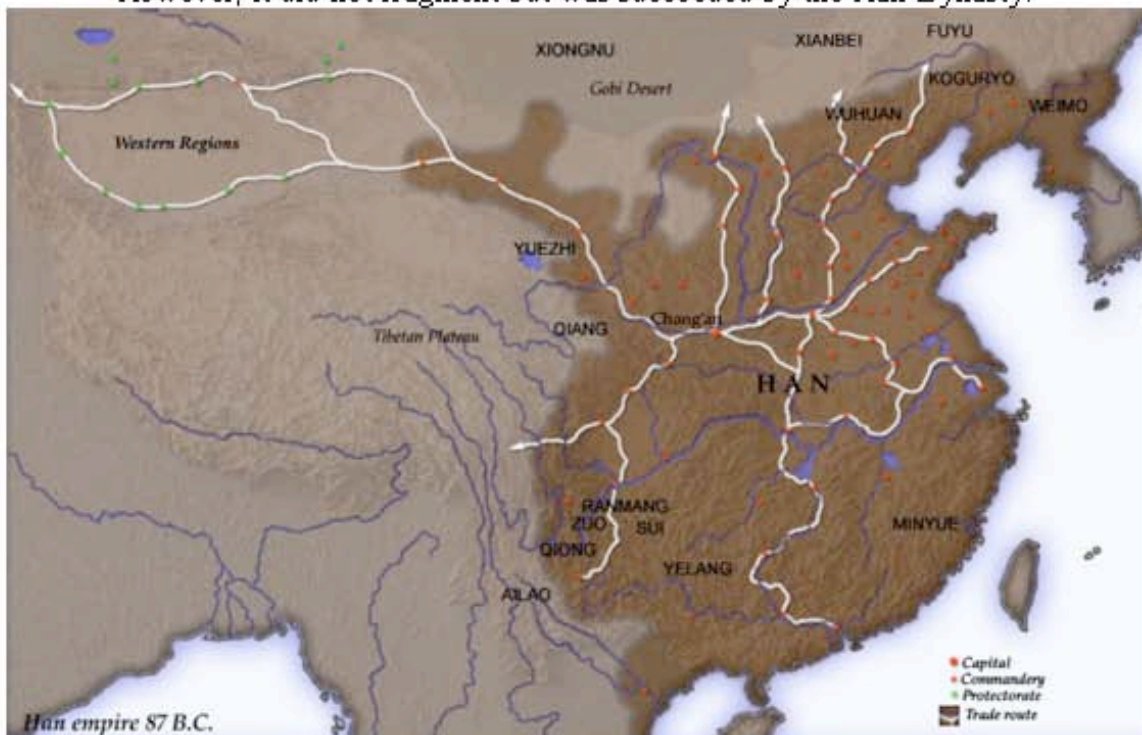 However, it did not fragment but was succeeded by the Han Dynasty.
FUYU
XIANBEI
XIONGNU
KOGURYO
Gobi Desert
WEIMO
WUHUAN
Western Regions
YUEZHI
Chang'an
QIANG
Tibetan Plateau
HAN
RANMANG
ZUO
SUI
MINYUE
QIONG
YELANG
AILAO
Capital
Commandery
Protectorate
Trade route
Han empire 87 B.C.